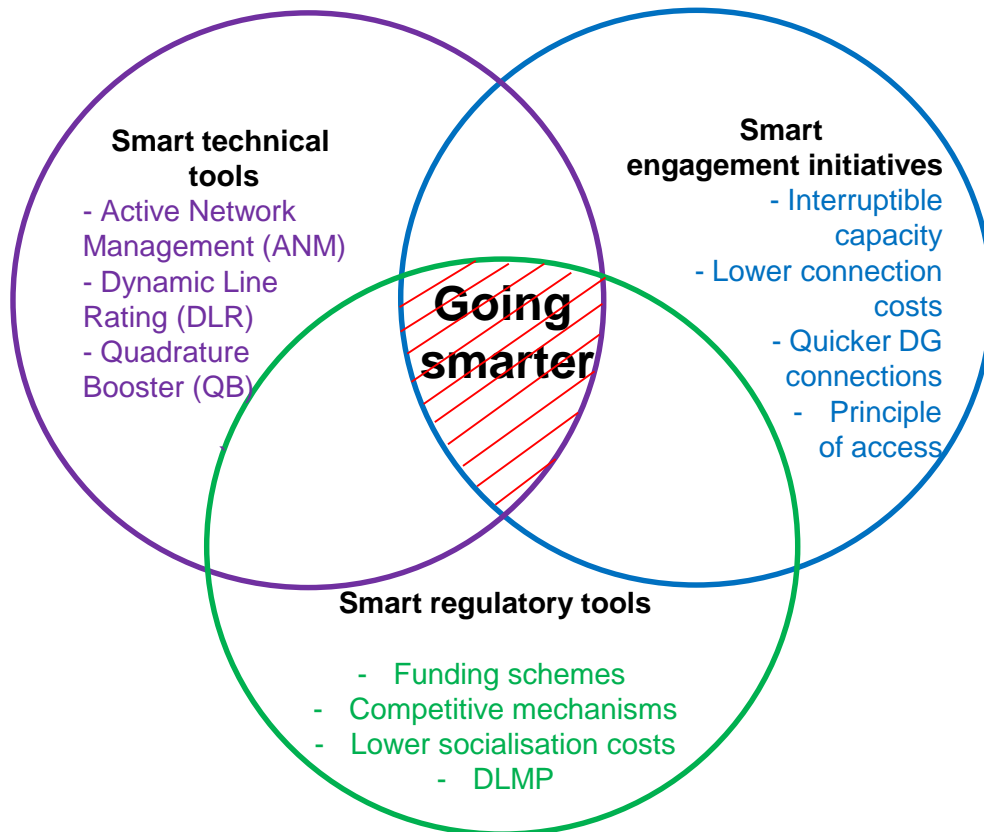 Smart technical
tools
- Active Network
Management (ANM)
- Dynamic Line
Rating (DLR)
- Quadrature
Booster (QB)
Smart
engagement initiatives
- Interruptible
capacity
- Lower connection
costs
- Quicker DG
connections
- Principle
of access
Going
smarter
Smart regulatory tools
- Funding schemes
- Competitive mechanisms
- Lower socialisation costs
- DLMP